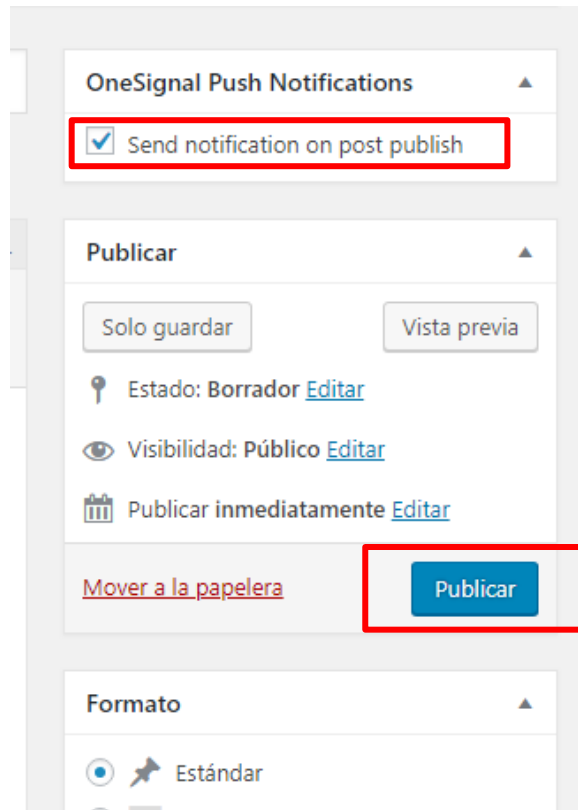 OneSignal Push Notifications
Send notification on post publish
Publicar
Solo guardar Vista previa
Estado: Borrador Editar
Visibilidad: Público Editar
Publicar inmediatamente Editar
Mover a la papelera Publicar
Formato
Estándar